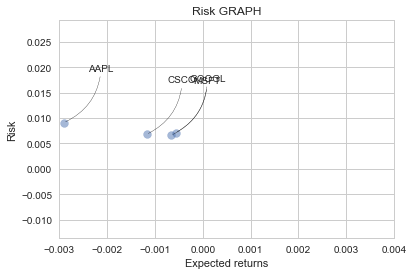 Risk GRAPH
Risk
0.025
0.020
0.015
0.010
0.005
0.000
−0.005
−0.010
AAPL
CSCO
GOOGL
MSFT
−0.003
−0.002
−0.001
0.000
0.001
0.002
0.003
0.004
Expected returns